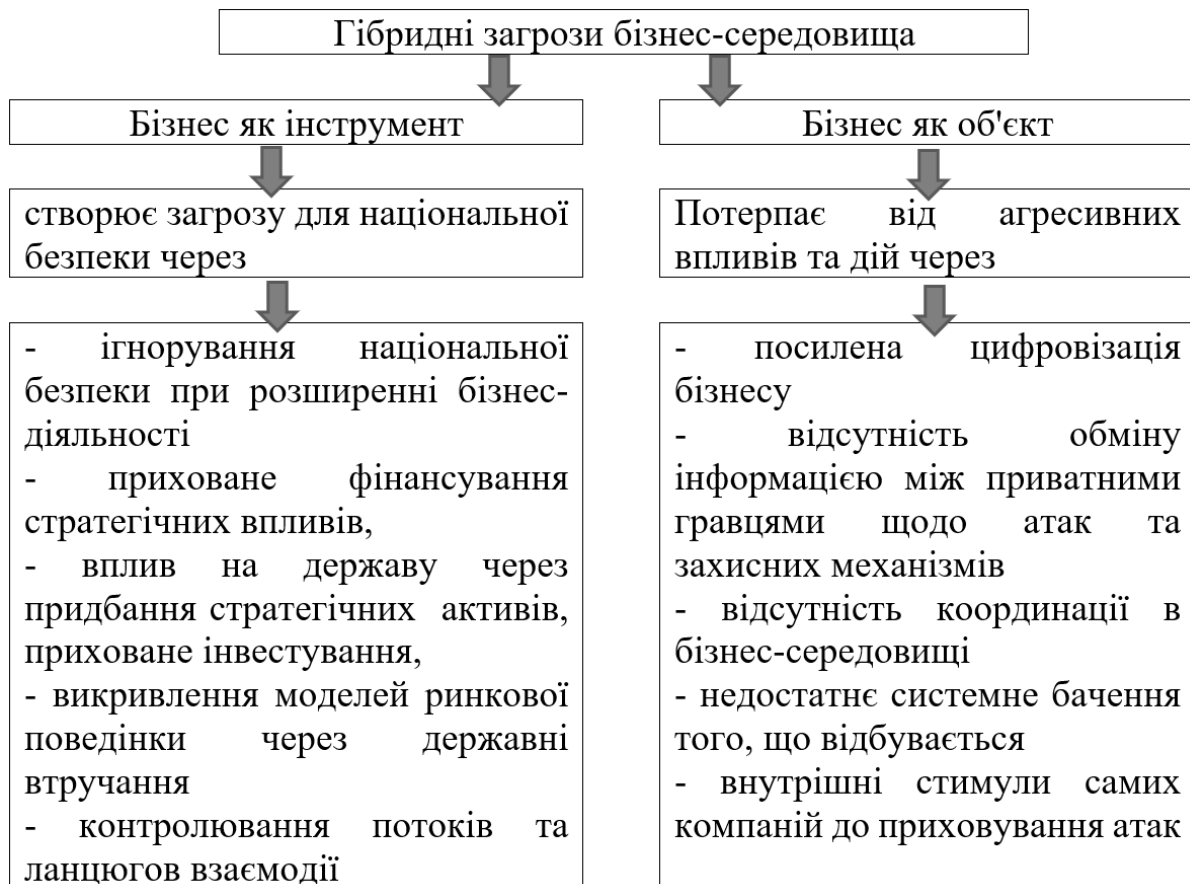 Гібридні загрози бізнес-середовища
Бізнес як інструмент
створює загрозу для національної
безпеки через
- ігнорування національної
безпеки при розширенні бізнес-
діяльності
- приховане фінансування
стратегічних впливів,
- вплив на державу через
придбання стратегічних активів,
приховане інвестування,
- викривлення моделей ринкової
поведінки через державні
втручання
- контролювання потоків та
ланцюгов взаємодії
Бізнес як об'єкт
Потерпає від агресивних
впливів та дій через
- посилена цифровізація
бізнесу
- відсутність обміну
інформацією між приватними
гравцями щодо атак та
захисних механізмів
- відсутність координації в
бізнес-середовищі
- недостатнє системне бачення
того, що відбувається
- внутрішні стимули самих
компаній до приховування атак